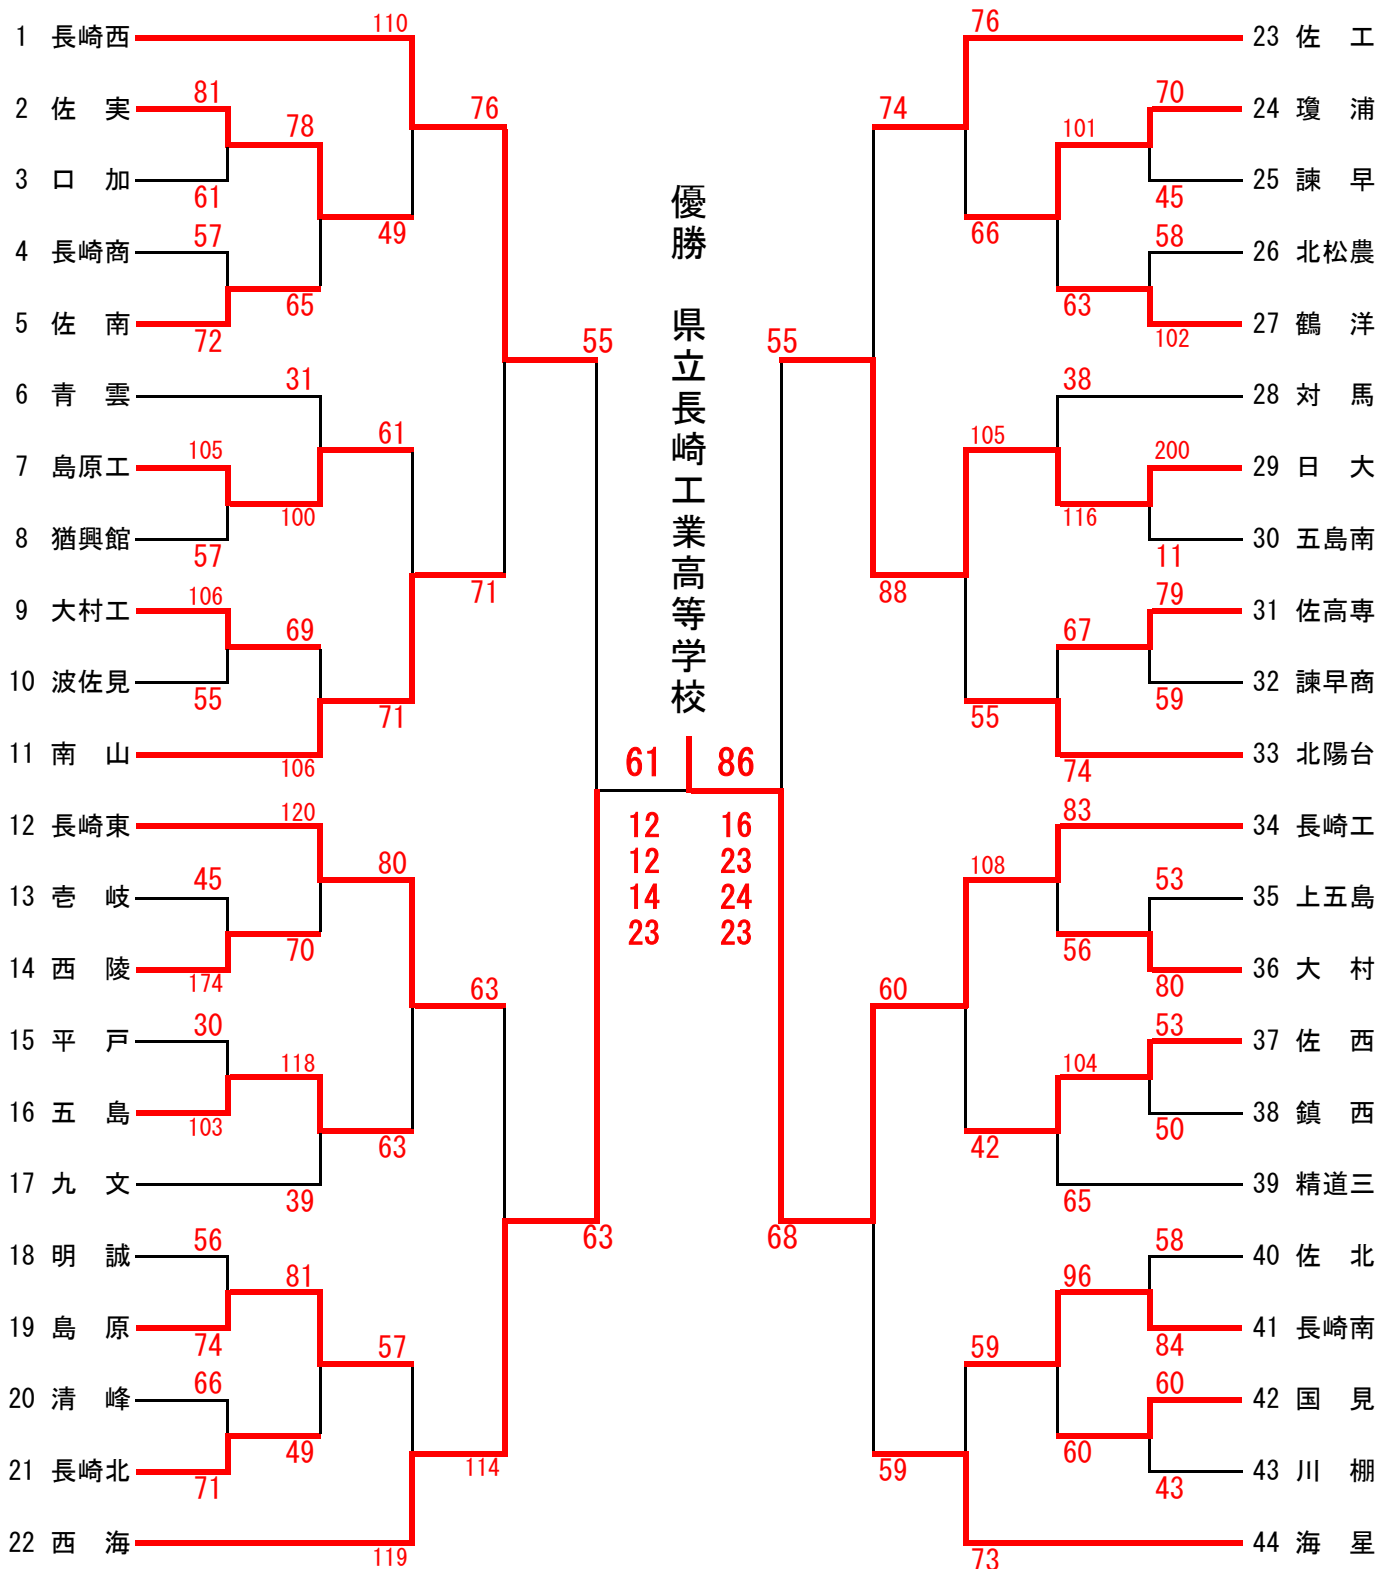 1 長崎西
110
2 佐 実
81
78
3 口 加
61
76
4 長崎商
57
49
5 佐 南
72
65
6 青 雲
31
7 島原工
105
61
8 猶興館
57
100
55
9 大村工
106
69
10 波佐見
55
71
11 南 山
106
71
12 長崎東
120
13 壱 岐
45
80
14 西 陵
174
70
15 平 戸
30
118
63
16 五 島
103
63
17 九 文
39
18 明 誠
56
81
19 島 原
74
57
20 清 峰
66
49
21 長崎北
71
114
22 西 海
119
63
優勝 県立長崎工業高等学校
61 86
12 16
12 23
14 24
23 23
76
23 佐 工
74
101
70
24 瓊 浦
45
25 諫 早
66
58
26 北松農
63
102
27 鶴 洋
55
38
28 対 馬
105
200
29 日 大
116
11
30 五島南
88
67
79
31 佐高専
59
32 諫早商
55
74
33 北陽台
83
34 長崎工
108
53
35 上五島
56
80
36 大 村
60
104
53
37 佐 西
50
38 鎮 西
42
65
39 精道三
68
58
40 佐 北
96
84
41 長崎南
59
60
42 国 見
60
43
43 川 棚
59
73
44 海 星